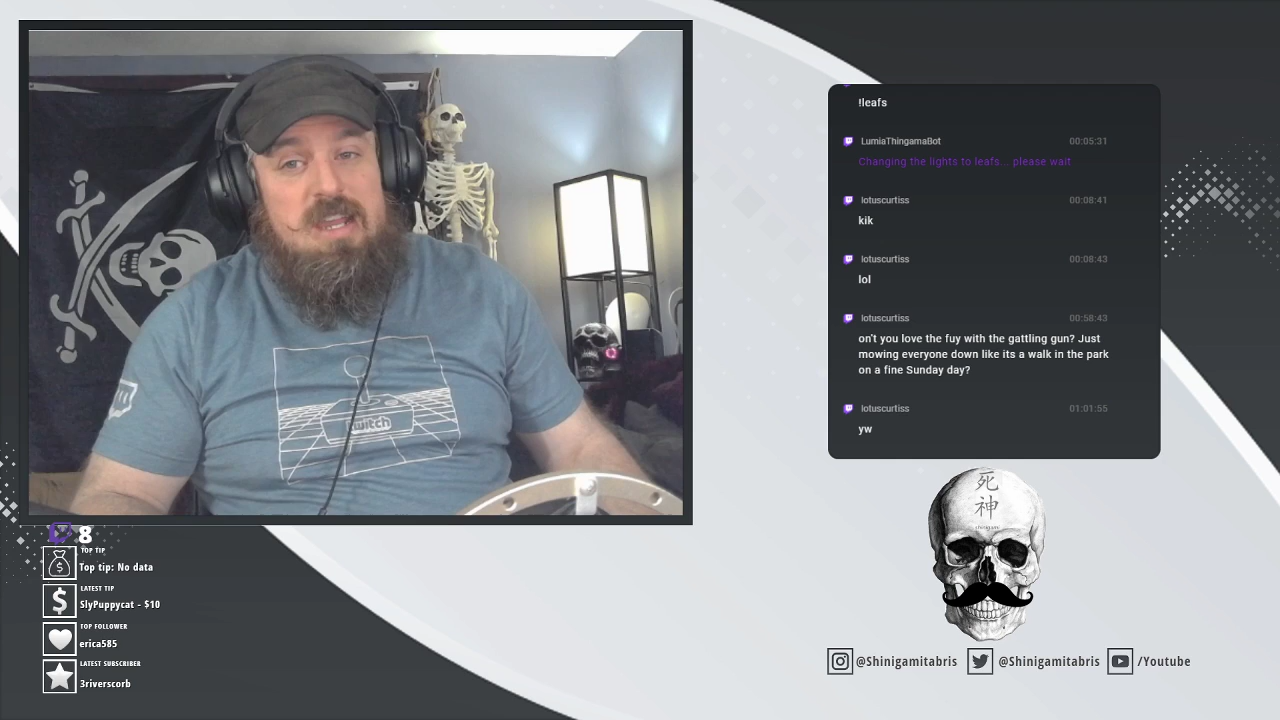 !leafs
LumiaThingamaBot 00:05:31
Changing the lights to leafs... please wait
lotuscurtiss 00:08:41
kik
lotuscurtiss 00:08:43
lol
lotuscurtiss 00:58:43
on't you love the fuy with the gattling gun? Just
mowing everyone down like its a walk in the park
on a fine Sunday day?
lotuscurtiss 01:01:55
yw
twitch
死
神
shinigami
8
TOP TIP
Top tip: No data
LATEST TIP
SlyPuppycat - $10
TOP FOLLOWER
erica585
LATEST SUBSCRIBER
3riverscorb
@Shinigamitabris @Shinigamitabris /Youtube